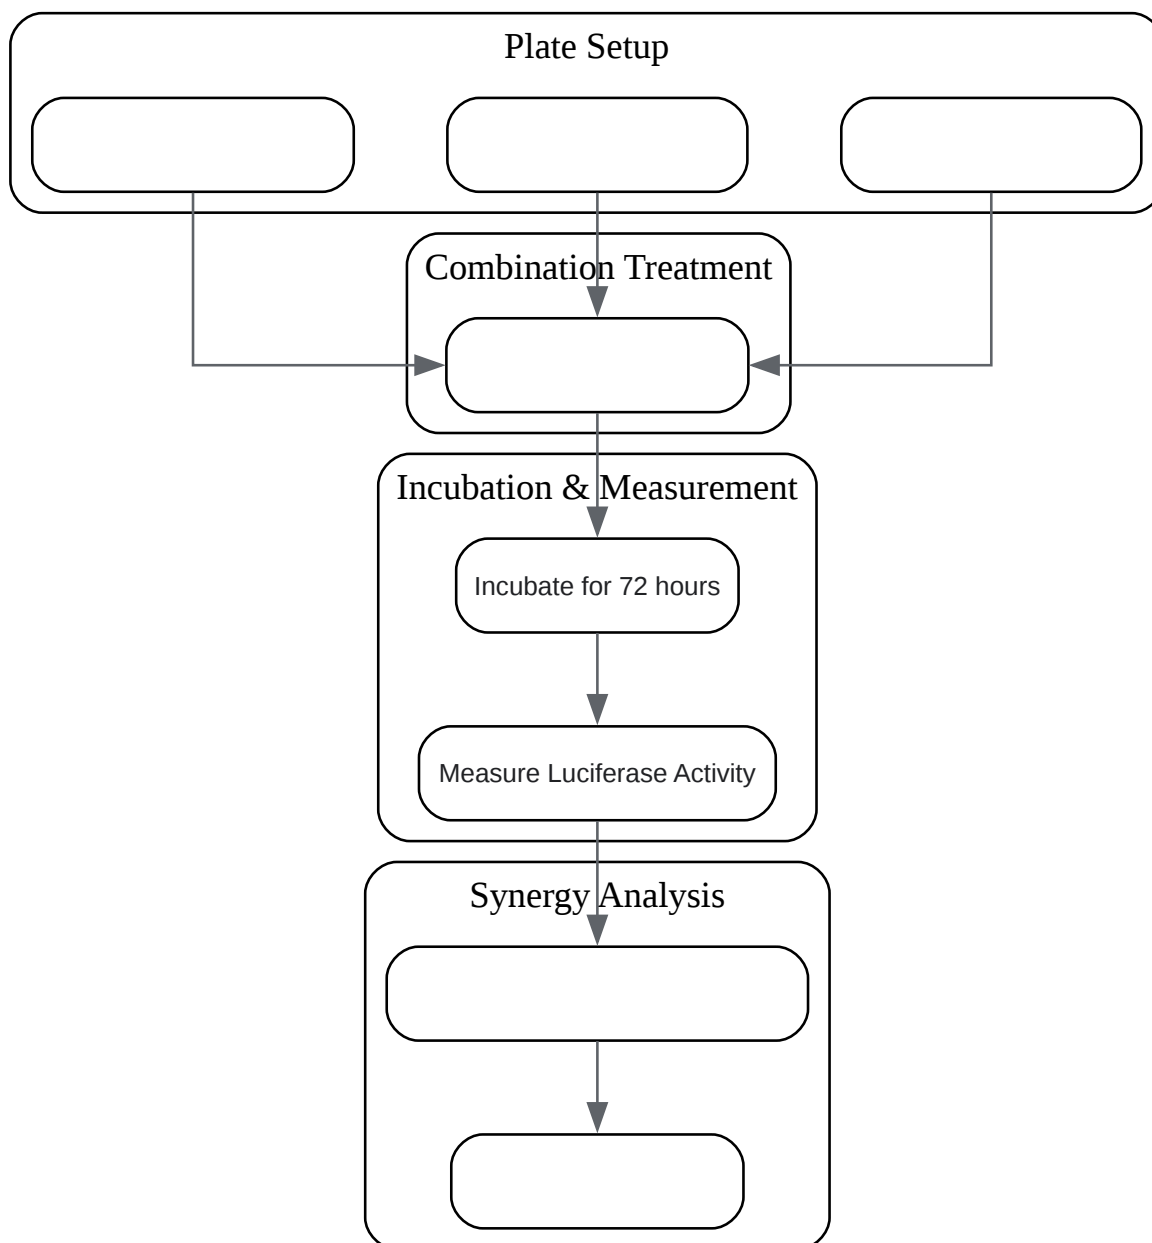 Plate Setup
Combination Treatment
Incubation & Measurement
Incubate for 72 hours
Measure Luciferase Activity
Synergy Analysis